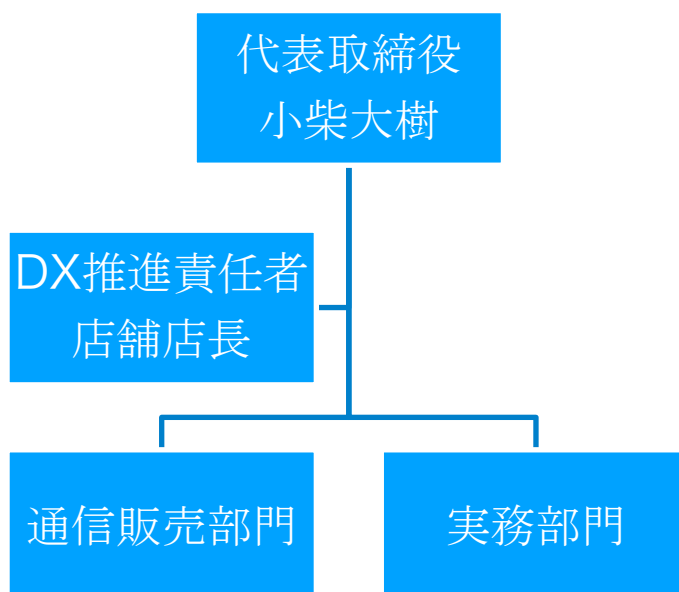 代表取締役
小柴大樹
DX推進責任者
店舗店長
通信販売部門
実務部門